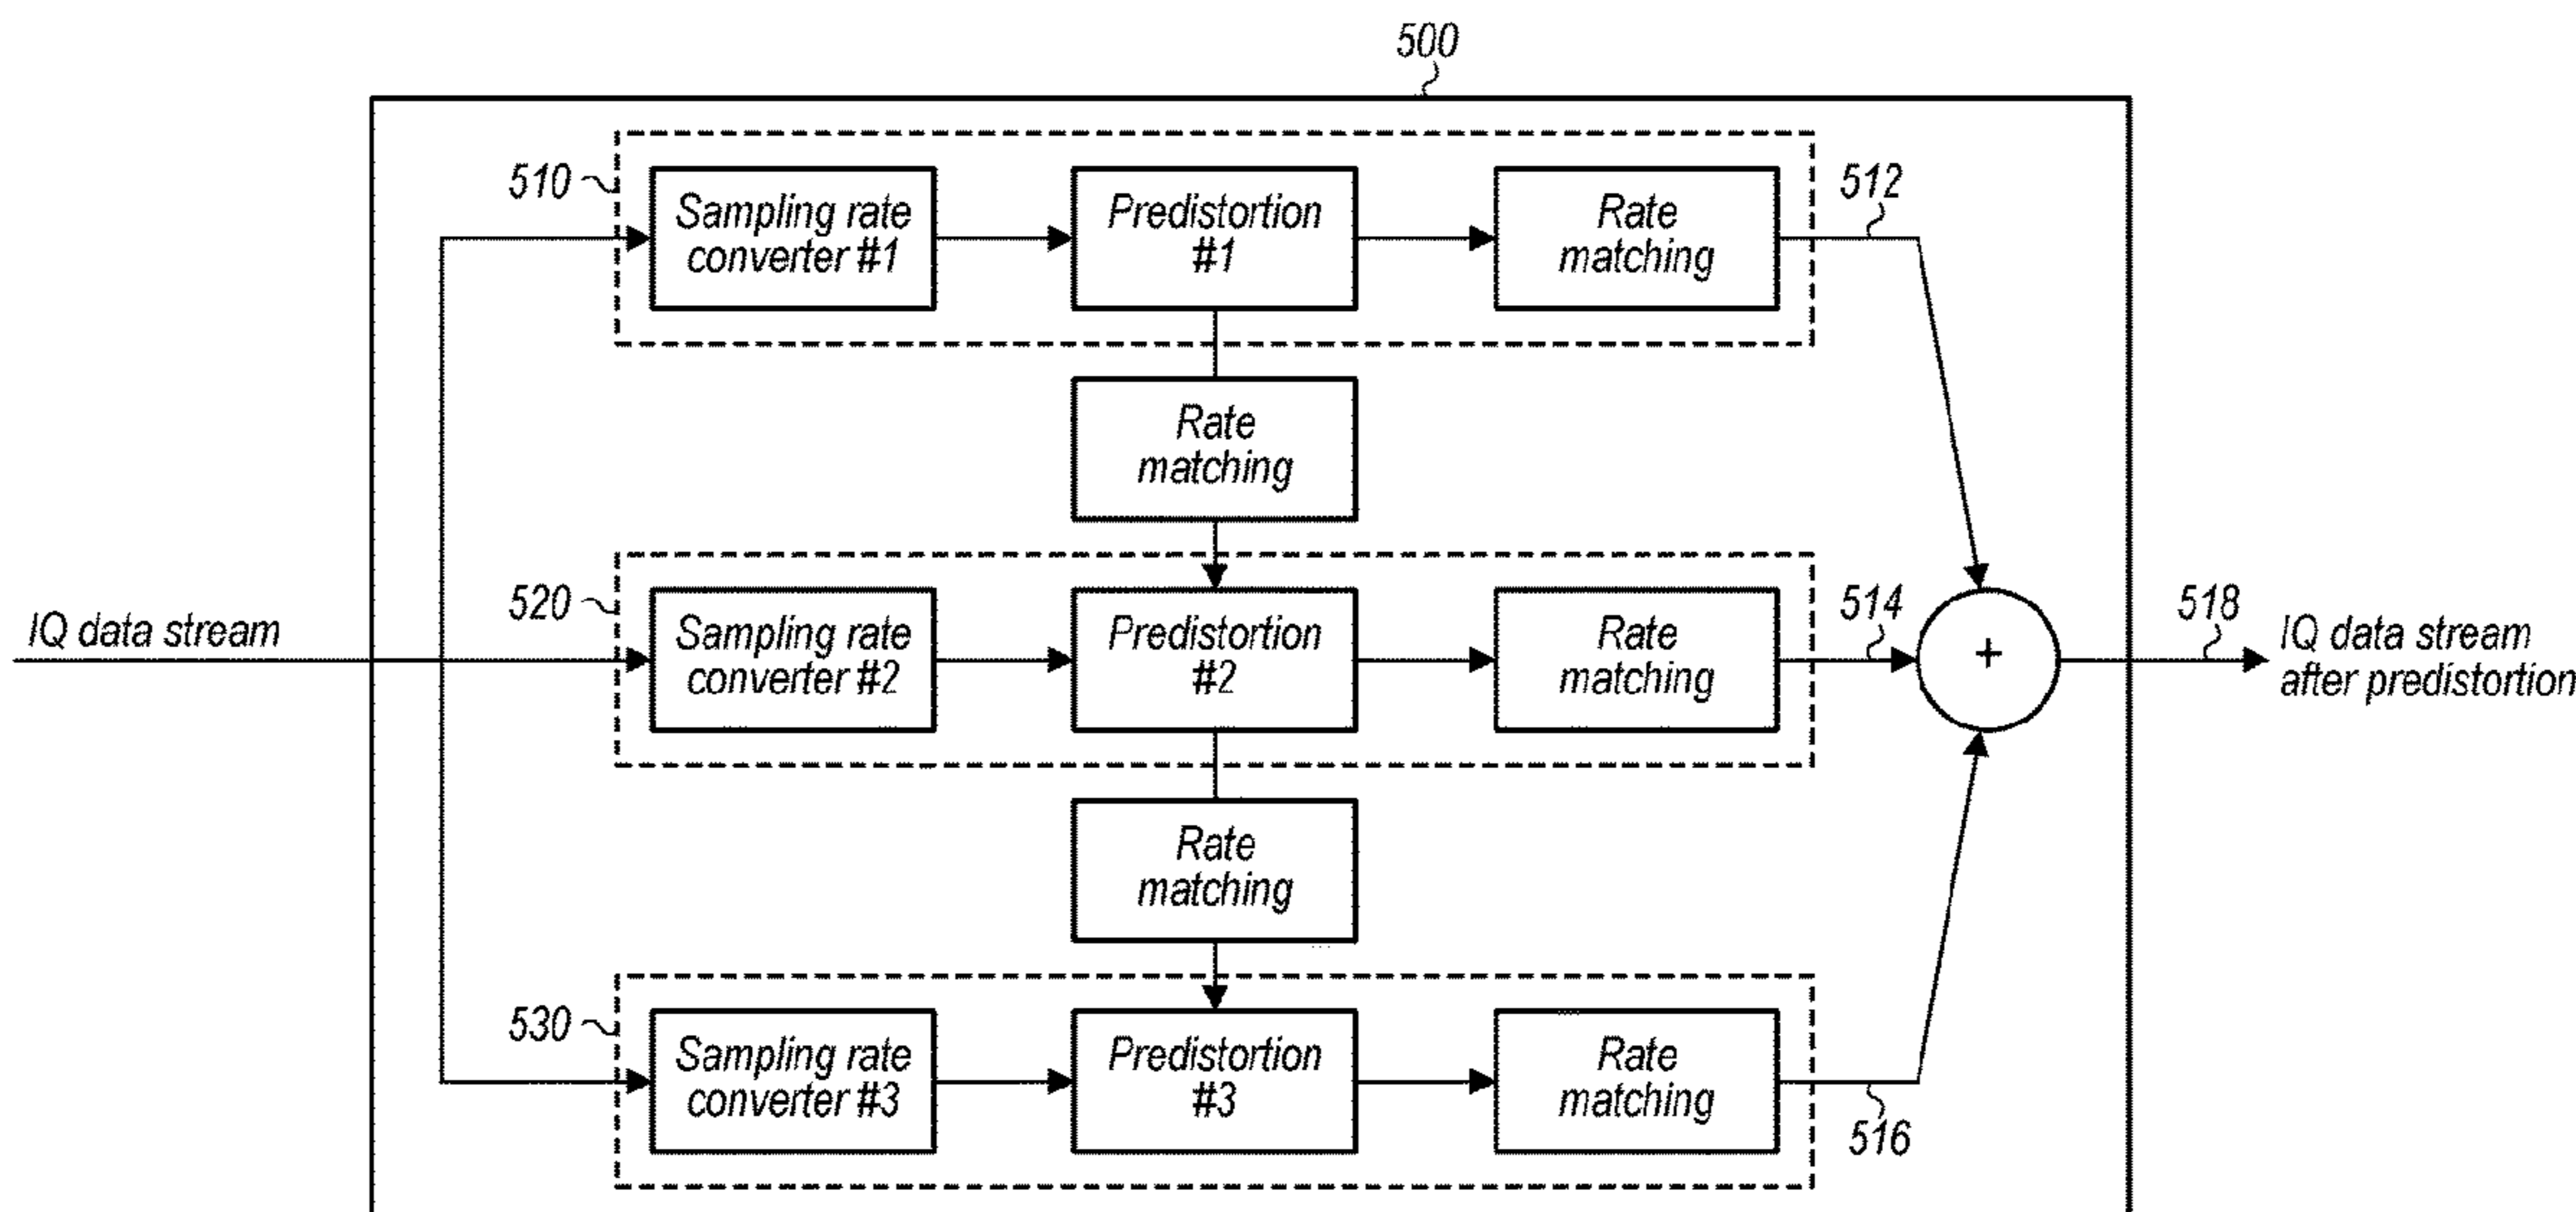 500
510
Sampling rate
converter #1
Predistortion
#1
Rate
matching
512
Rate
matching
IQ data stream
520
Sampling rate
converter #2
Predistortion
#2
Rate
matching
514
+
518
IQ data stream
after predistortion
Rate
matching
530
Sampling rate
converter #3
Predistortion
#3
Rate
matching
516